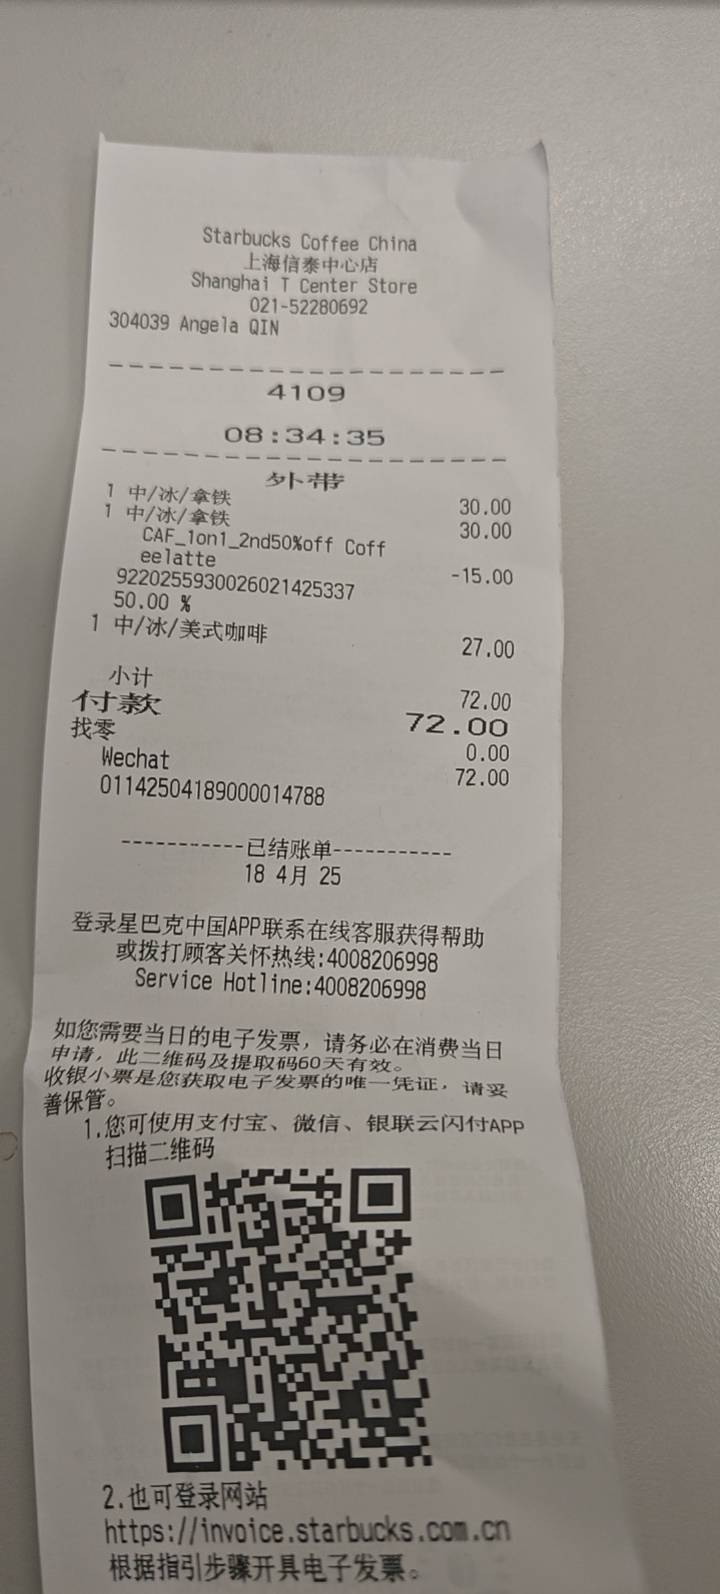 Starbucks Coffee China
上海信泰中心店
Shanghai T Center Store
021-52280692
304039 Angela QIN
4109
08:34:35
外带
1 中/冰/拿铁 30.00
1 中/冰/拿铁 30.00
CAF_1on1_2nd50%off Coff
eelatte -15.00
9220255930026021425337
50.00 %
1 中/冰/美式咖啡 27.00
小计 72.00
付款 72.00
找零 0.00
Wechat 72.00
01142504189000014788
-----------已结账单-----------
18 4月 25
登录星巴克中国APP联系在线客服获得帮助
或拨打顾客关怀热线:4008206998
Service Hotline:4008206998
如您需要当日的电子发票，请务必在消费当日
申请，此二维码及提取码60天有效。
收银小票是您获取电子发票的唯一凭证，请妥
善保管。
1.您可使用支付宝、微信、银联云闪付APP
扫描二维码
2.也可登录网站
https://invoice.starbucks.com.cn
根据指引步骤开具电子发票。